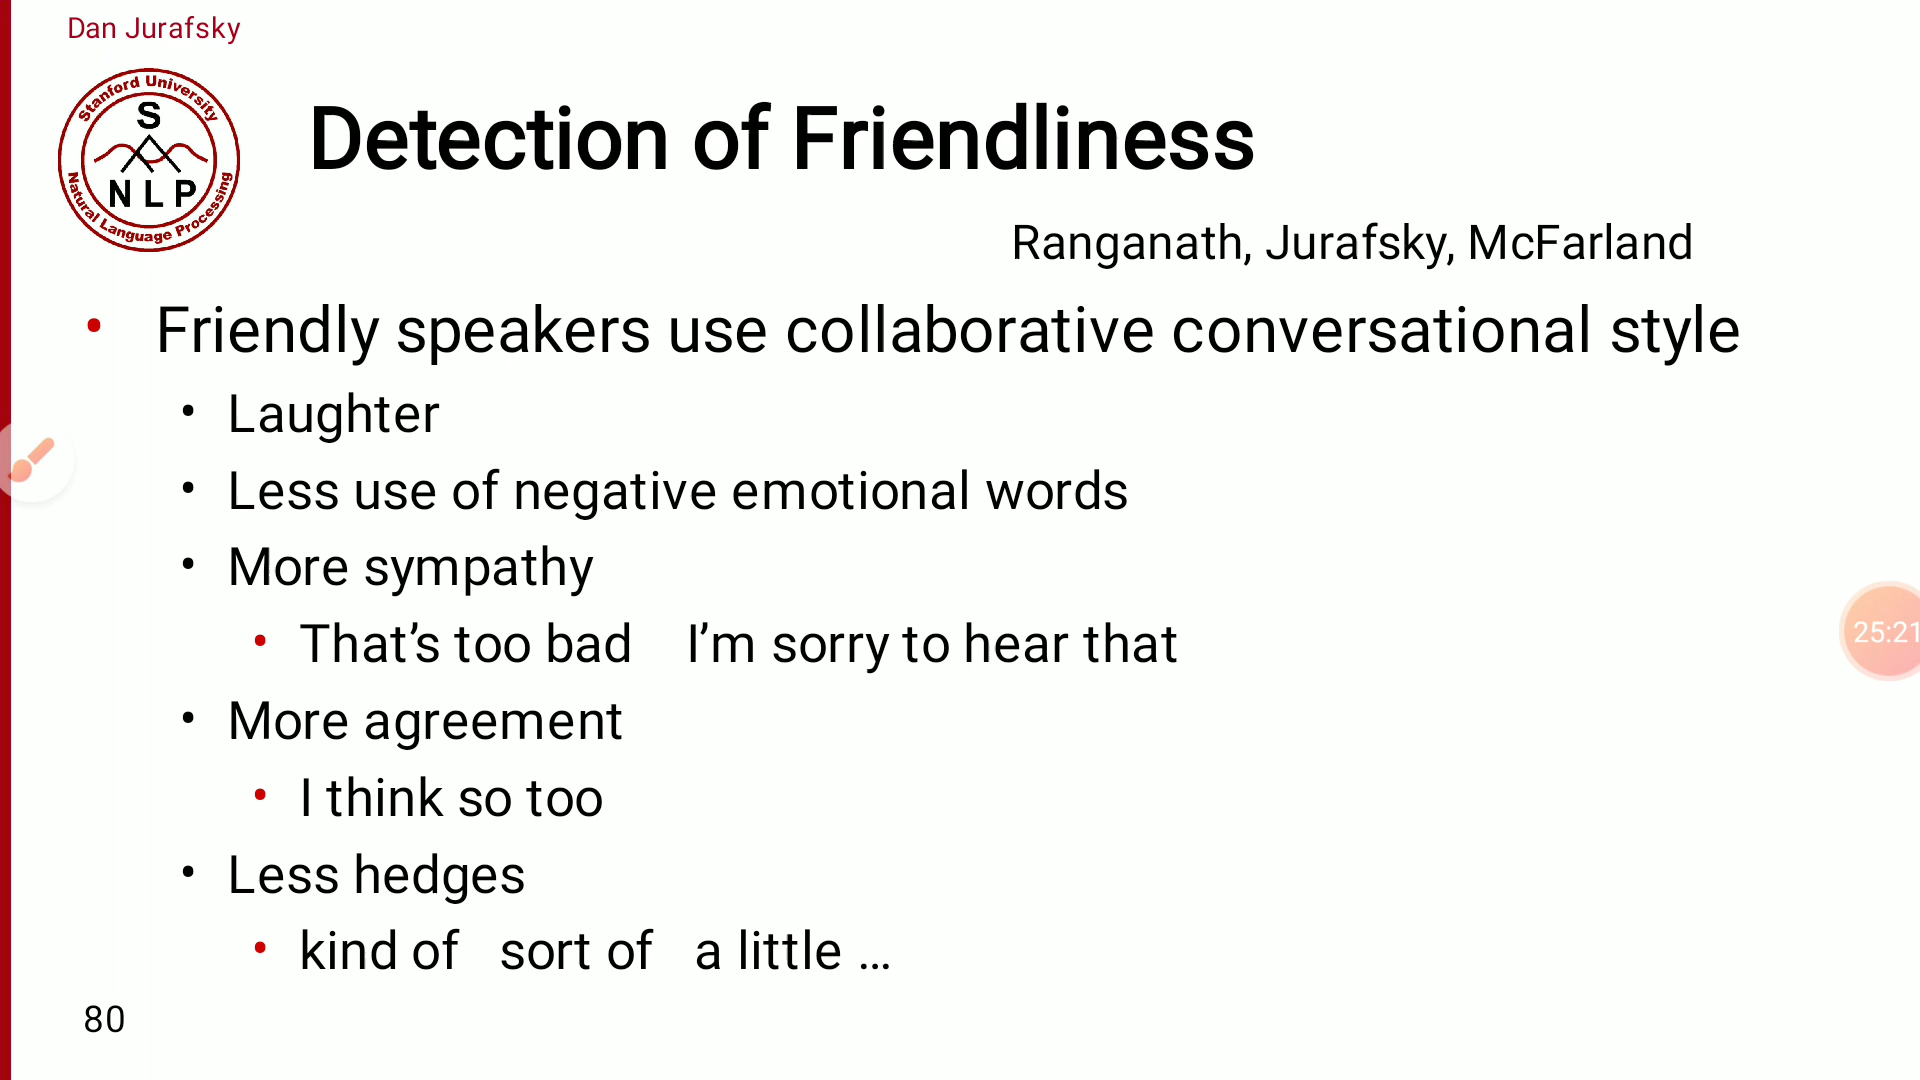 Dan Jurafsky
Stanford University
S
NLP
Natural Language Processing
Detection of Friendliness
Ranganath, Jurafsky, McFarland
• Friendly speakers use collaborative conversational style
• Laughter
• Less use of negative emotional words
• More sympathy
• That’s too bad I’m sorry to hear that
• More agreement
• I think so too
• Less hedges
• kind of sort of a little ...
80
25:21